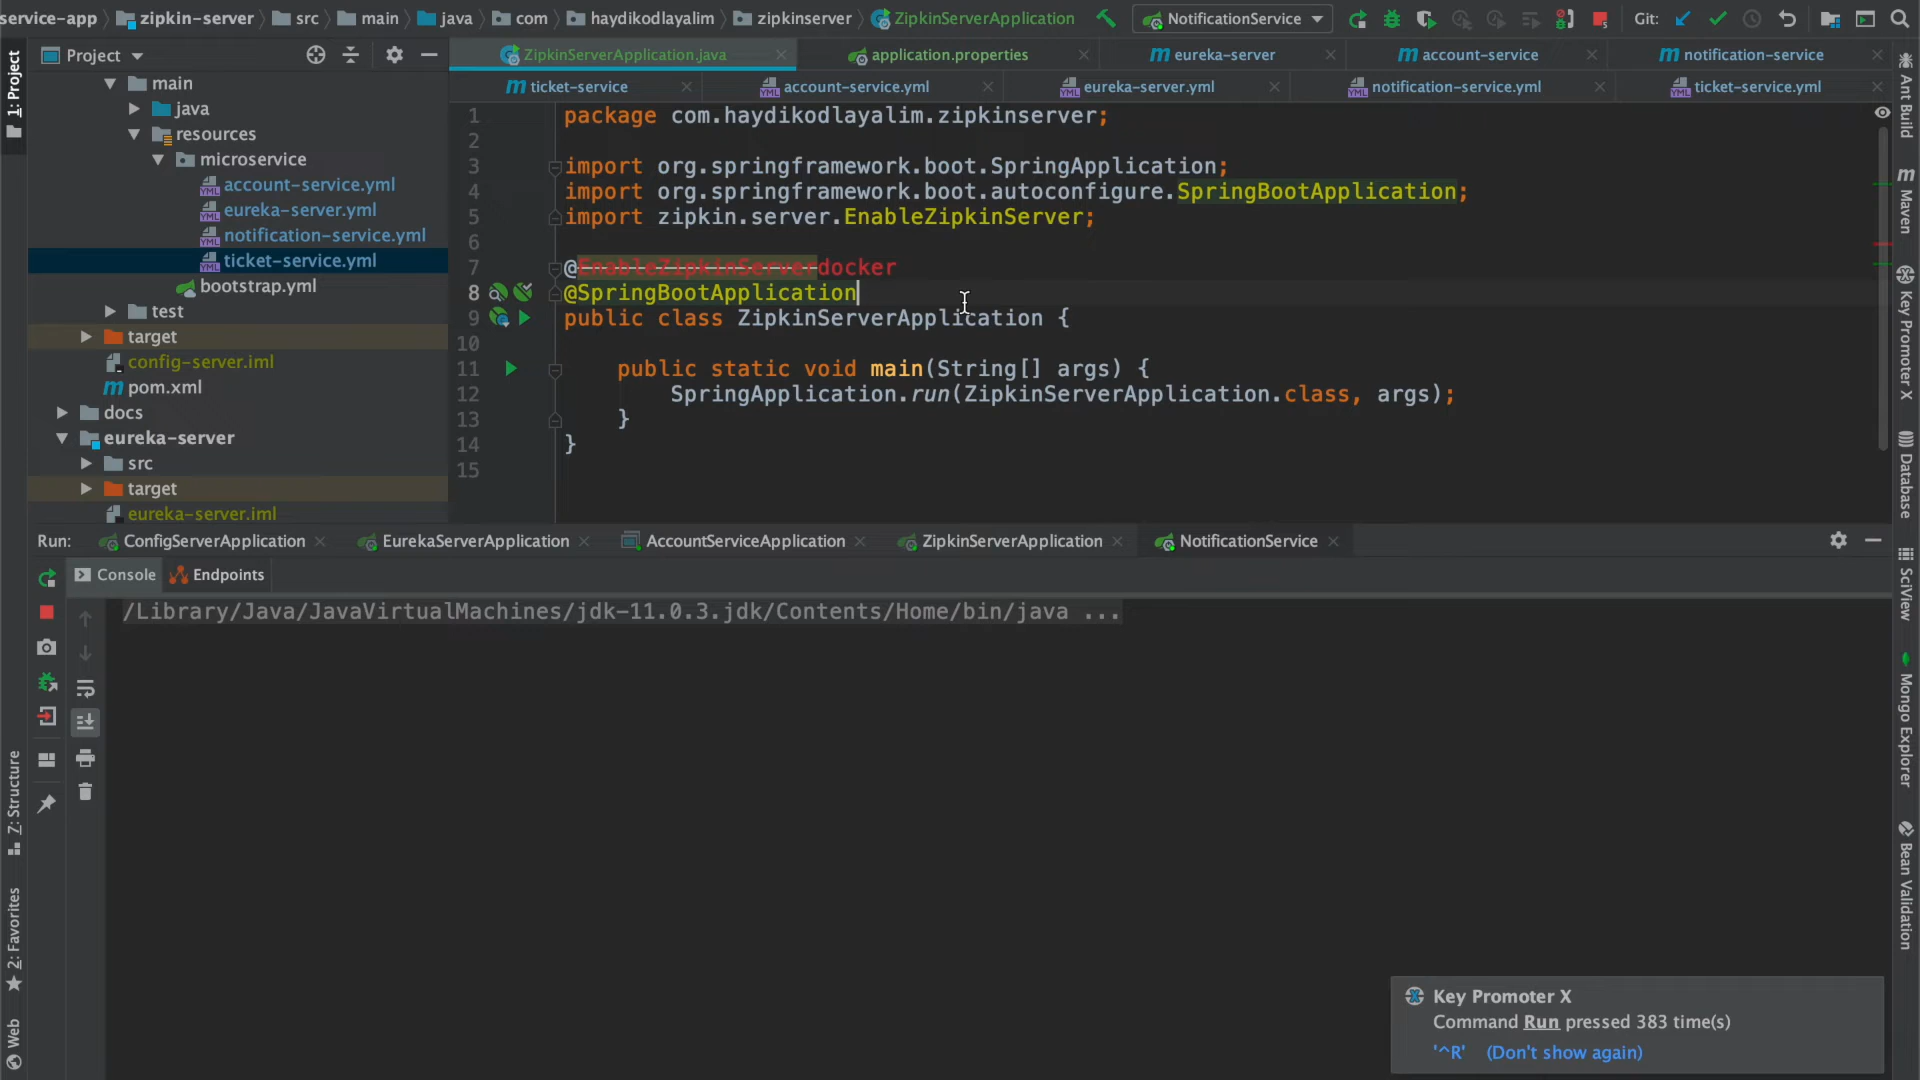 service-app zipkin-server src main java com haydikodlayalim zipkinserver ZipkinServerApplication NotificationService Git:
1: Project
Project
main
java
resources
microservice
account-service.yml
eureka-server.yml
notification-service.yml
ticket-service.yml
bootstrap.yml
test
target
config-server.iml
pom.xml
docs
eureka-server
src
target
eureka-server.iml
ZipkinServerApplication.java application.properties eureka-server account-service notification-service
ticket-service account-service.yml eureka-server.yml notification-service.yml ticket-service.yml
1 package com.haydikodlayalim.zipkinserver;
2
3 import org.springframework.boot.SpringApplication;
4 import org.springframework.boot.autoconfigure.SpringBootApplication;
5 import zipkin.server.EnableZipkinServer;
6
7 @EnableZipkinServerdocker
8 @SpringBootApplication
9 public class ZipkinServerApplication {
10
11 public static void main(String[] args) {
12 SpringApplication.run(ZipkinServerApplication.class, args);
13 }
14 }
15
Ant Build
Maven
Key Promoter X
Database
SciView
Mongo Explorer
Bean Validation
Run: ConfigServerApplication EurekaServerApplication AccountServiceApplication ZipkinServerApplication NotificationService
Console Endpoints
/Library/Java/JavaVirtualMachines/jdk-11.0.3.jdk/Contents/Home/bin/java ...
Z: Structure
2: Favorites
Web
Key Promoter X
Command Run pressed 383 time(s)
'^R' (Don't show again)